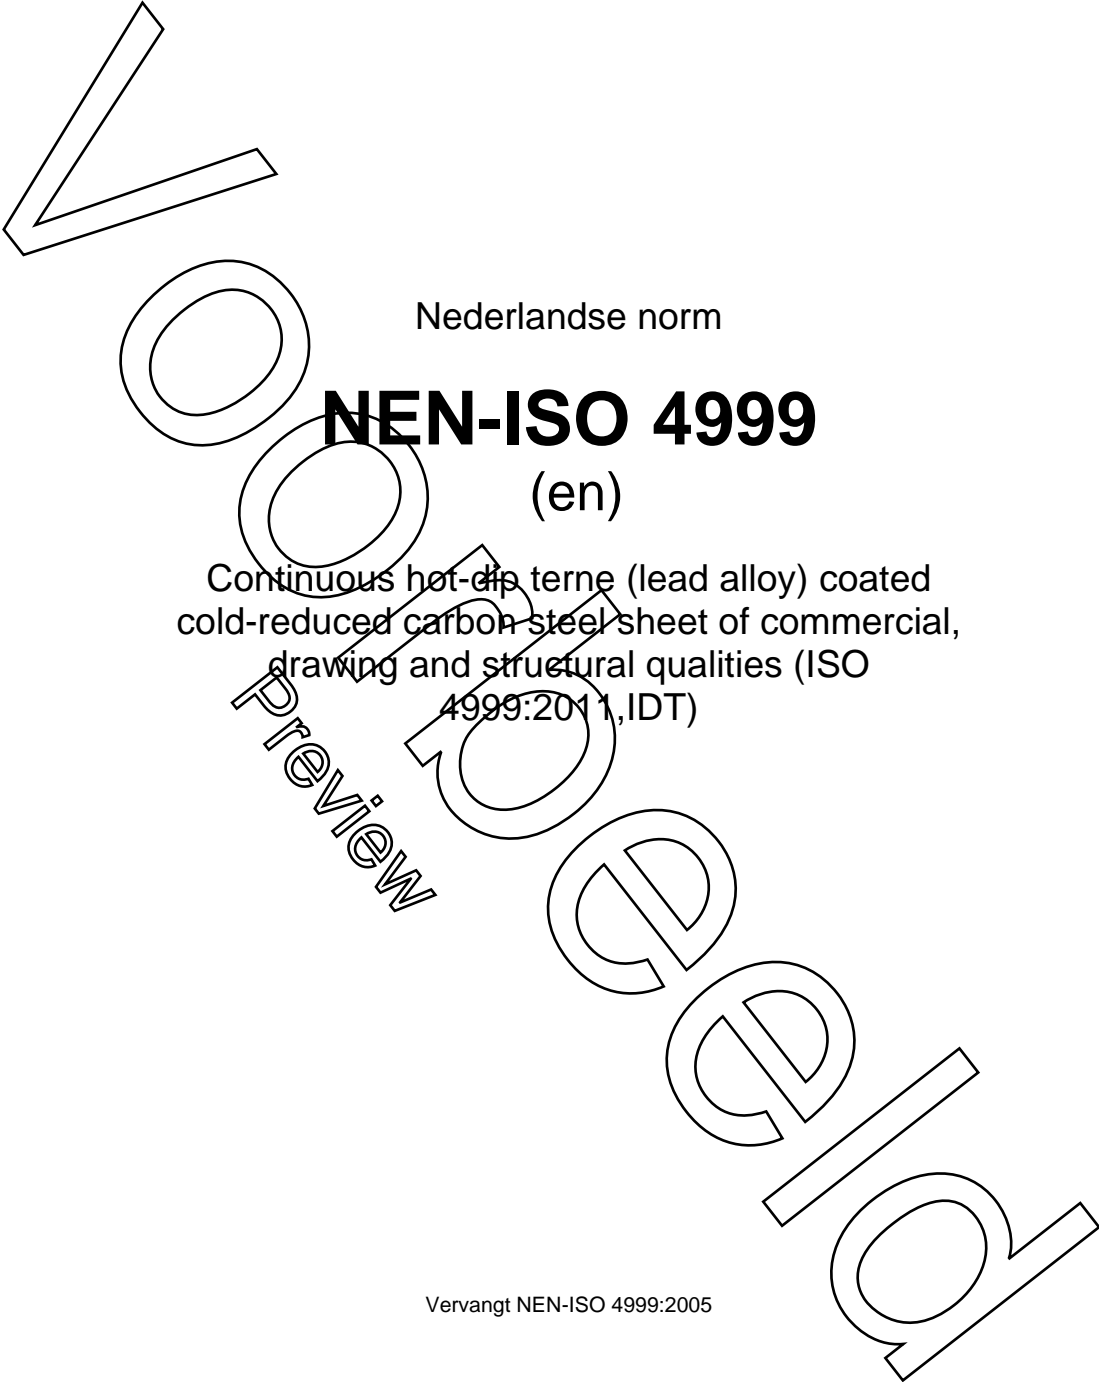 Nederlandse norm
NEN-ISO 4999
(en)
Continuous hot-dip terne (lead alloy) coated
cold-reduced carbon steel sheet of commercial,
drawing and structural qualities (ISO
4999:2011,IDT)
Voorbeeld
Preview
Vervangt NEN-ISO 4999:2005